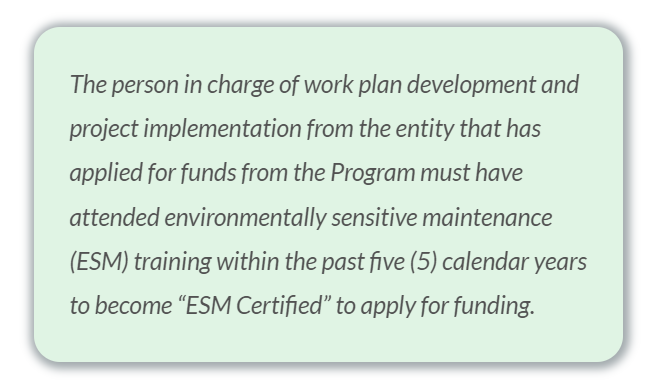 The person in charge of work plan development and
project implementation from the entity that has
applied for funds from the Program must have
attended environmentally sensitive maintenance
(ESM) training within the past five (5) calendar years
to become “ESM Certified” to apply for funding.